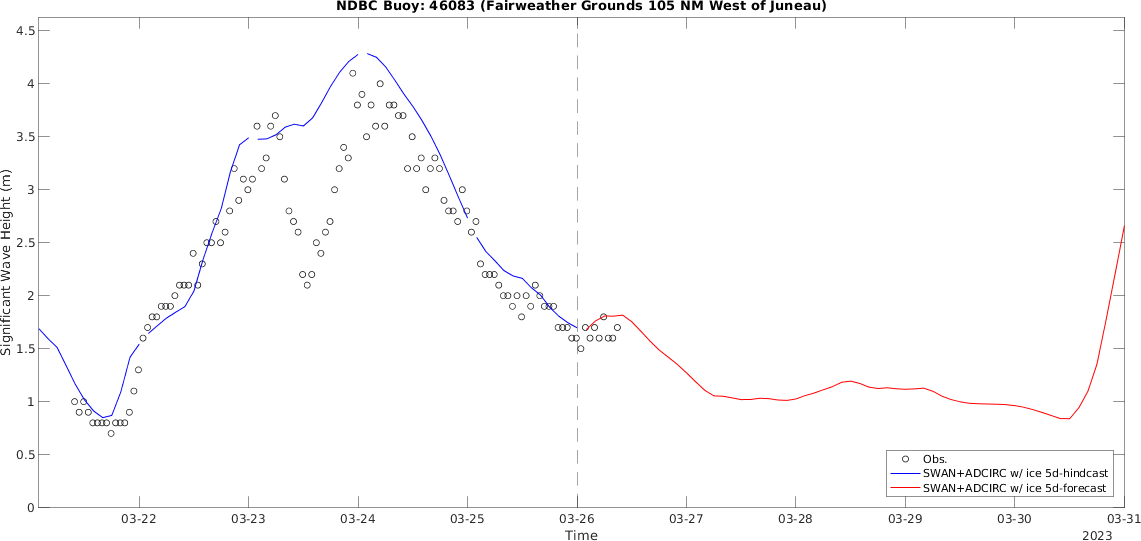 NDBC Buoy: 46083 (Fairweather Grounds 105 NM West of Juneau)
4.5
4
3.5
3
2.5
2
1.5
1
0.5
0
Significant Wave Height (m)
Obs.
SWAN+ADCIRC w/ ice 5d-hindcast
SWAN+ADCIRC w/ ice 5d-forecast
03-22 03-23 03-24 03-25 03-26 03-27 03-28 03-29 03-30 03-31
Time
2023